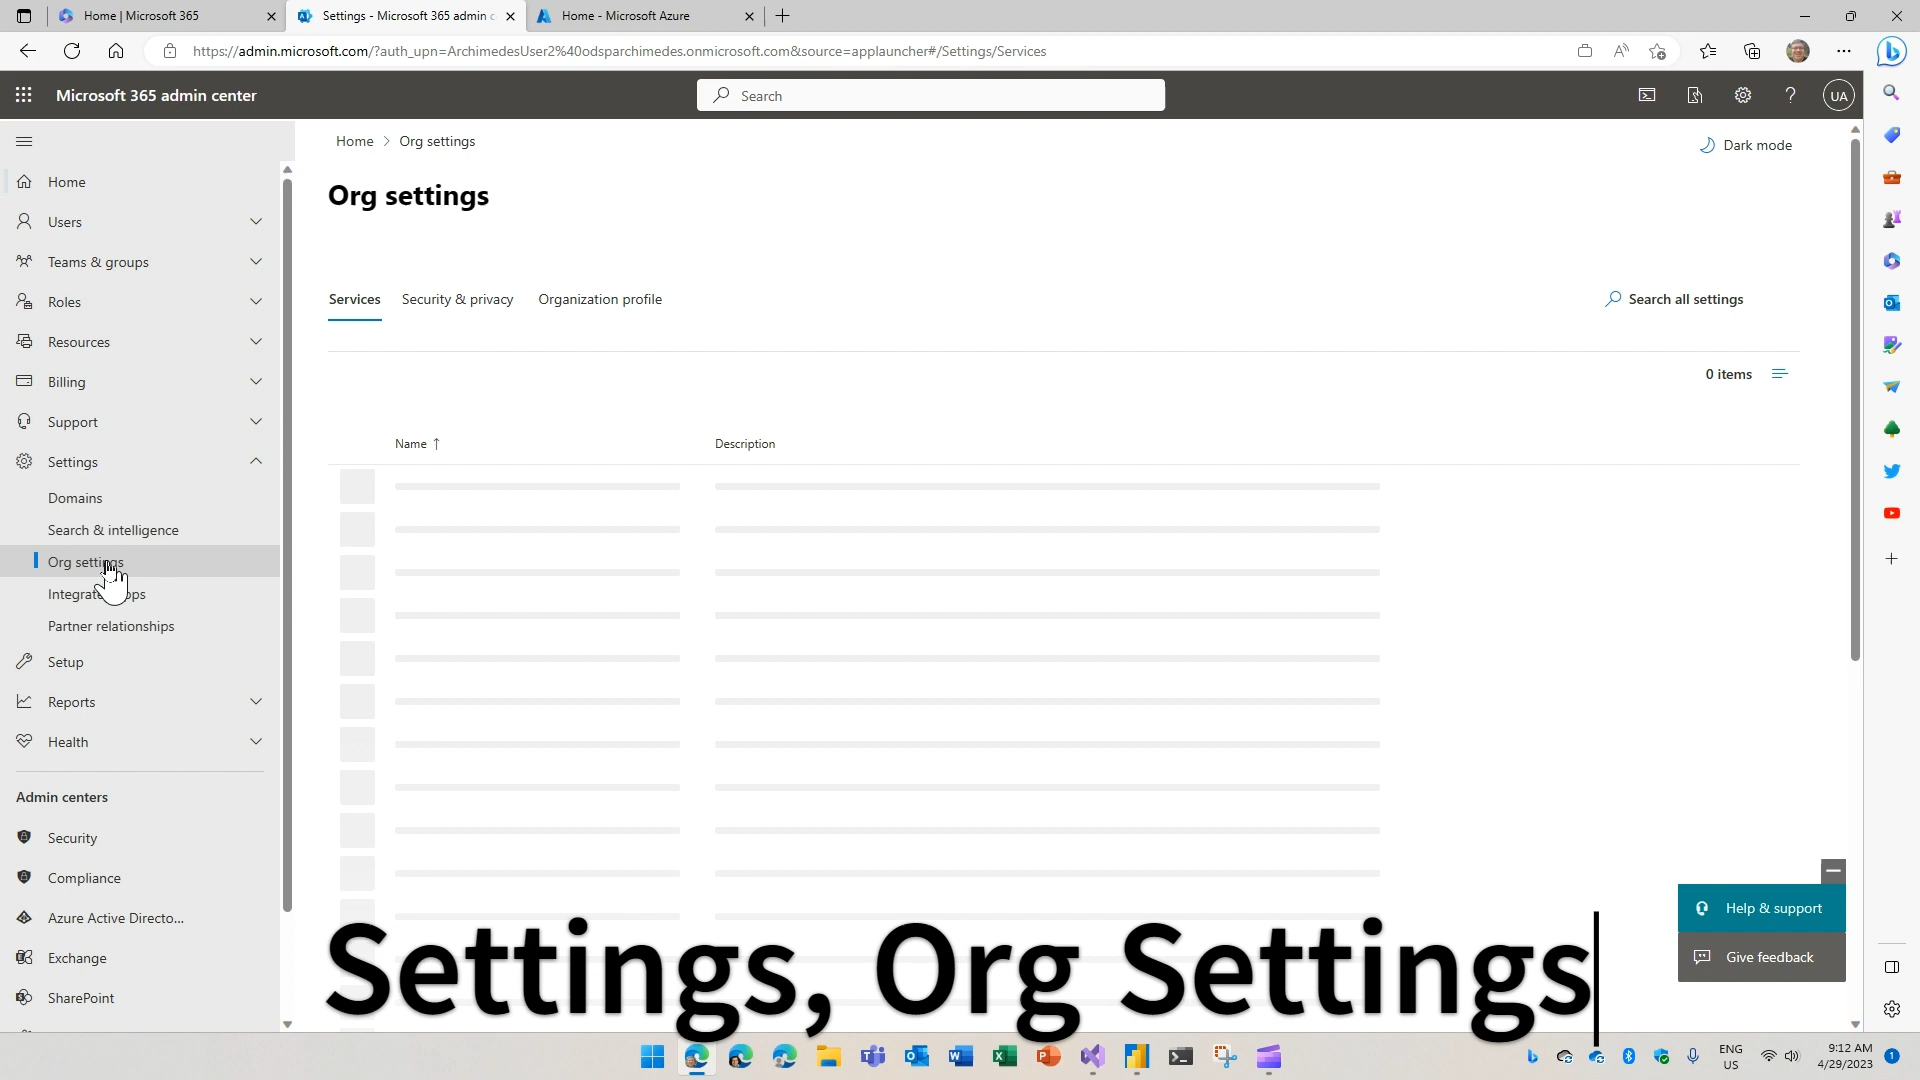 Home | Microsoft 365
Settings - Microsoft 365 admin c
Home - Microsoft Azure
https://admin.microsoft.com/?auth_upn=ArchimedesUser2%40odsparchimedes.onmicrosoft.com&source=applauncher#/Settings/Services
Microsoft 365 admin center
Search
UA
Home > Org settings
Dark mode
Home
Org settings
Users
Teams & groups
Services
Security & privacy
Organization profile
Search all settings
Roles
Resources
0 items
Billing
Support
Name ↑
Description
Settings
Domains
Search & intelligence
Org settings
Partner relationships
Setup
Reports
Health
Admin centers
Security
Compliance
Azure Active Directo...
Exchange
SharePoint
Help & support
Give feedback
Settings, Org Settings
ENG
US
9:12 AM
4/29/2023
1